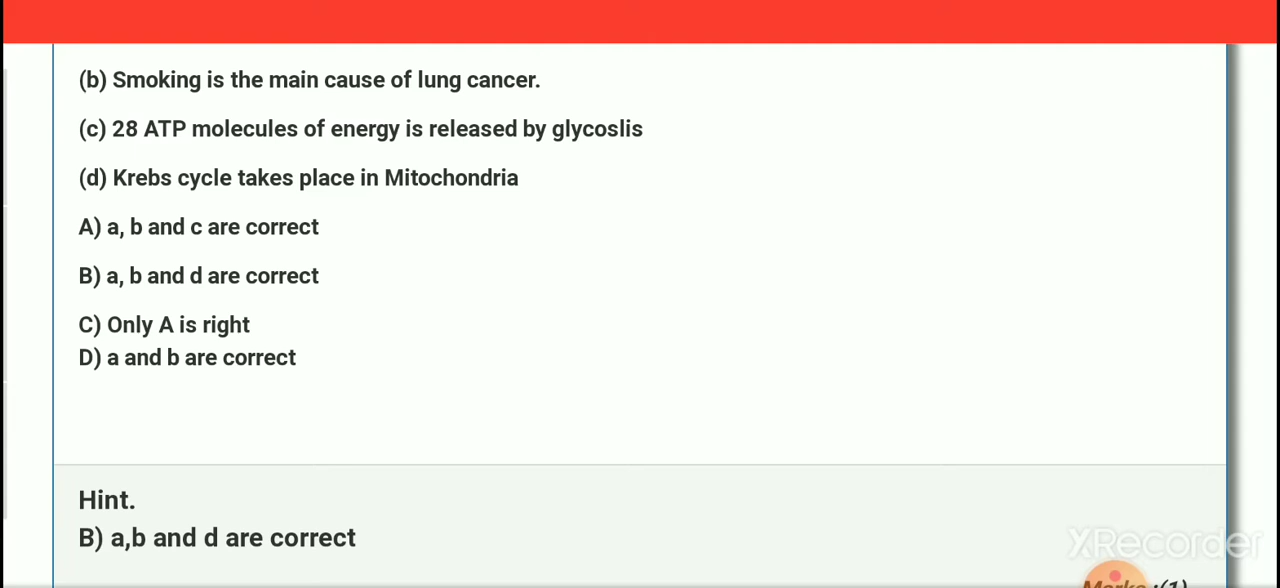 (b) Smoking is the main cause of lung cancer.
(c) 28 ATP molecules of energy is released by glycoslis
(d) Krebs cycle takes place in Mitochondria
A) a, b and c are correct
B) a, b and d are correct
C) Only A is right
D) a and b are correct
Hint.
B) a,b and d are correct
XRecorder
Marks :(1)